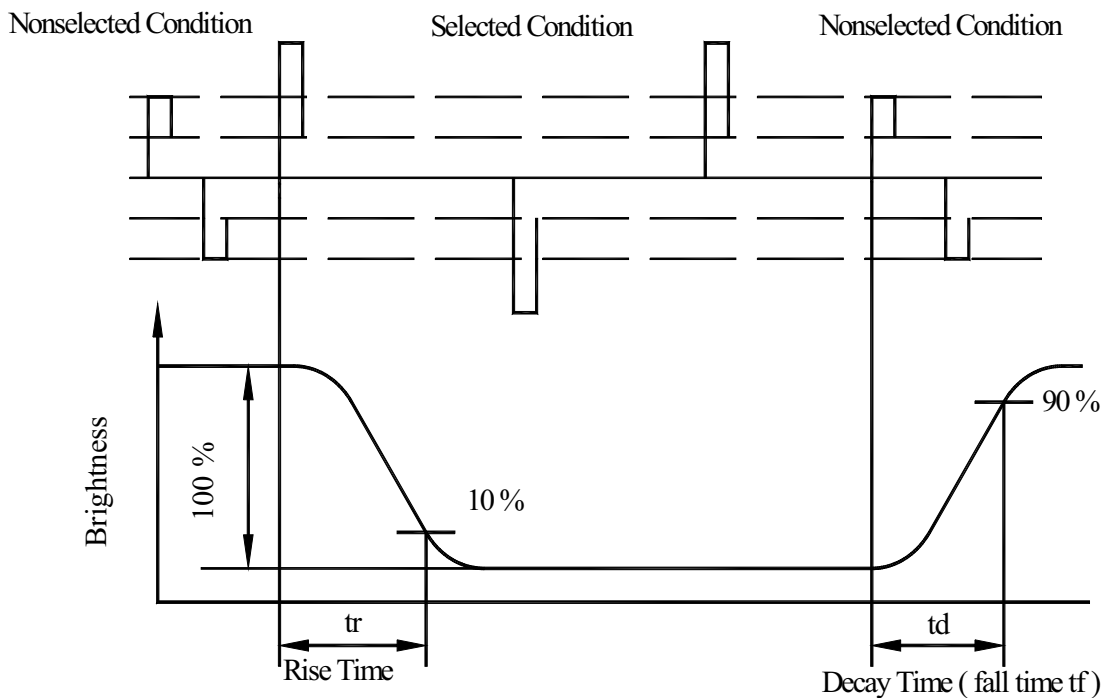 Nonselected Condition
Selected Condition
Nonselected Condition
Brightness
100 %
10 %
90 %
tr
Rise Time
td
Decay Time ( fall time tf )